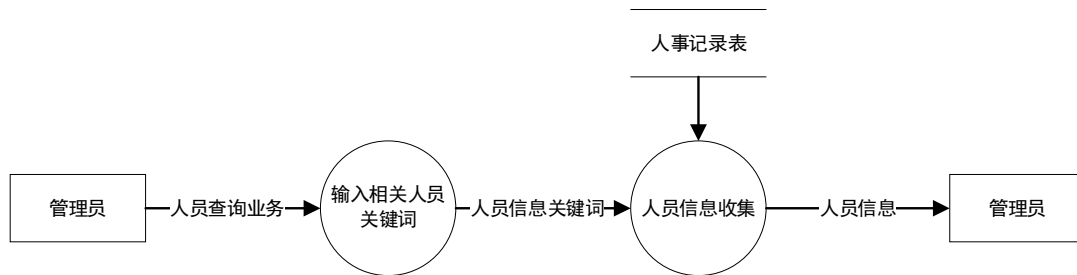 人事记录表
管理员
人员查询业务
输入相关人员
关键词
人员信息关键词
人员信息收集
人员信息
管理员